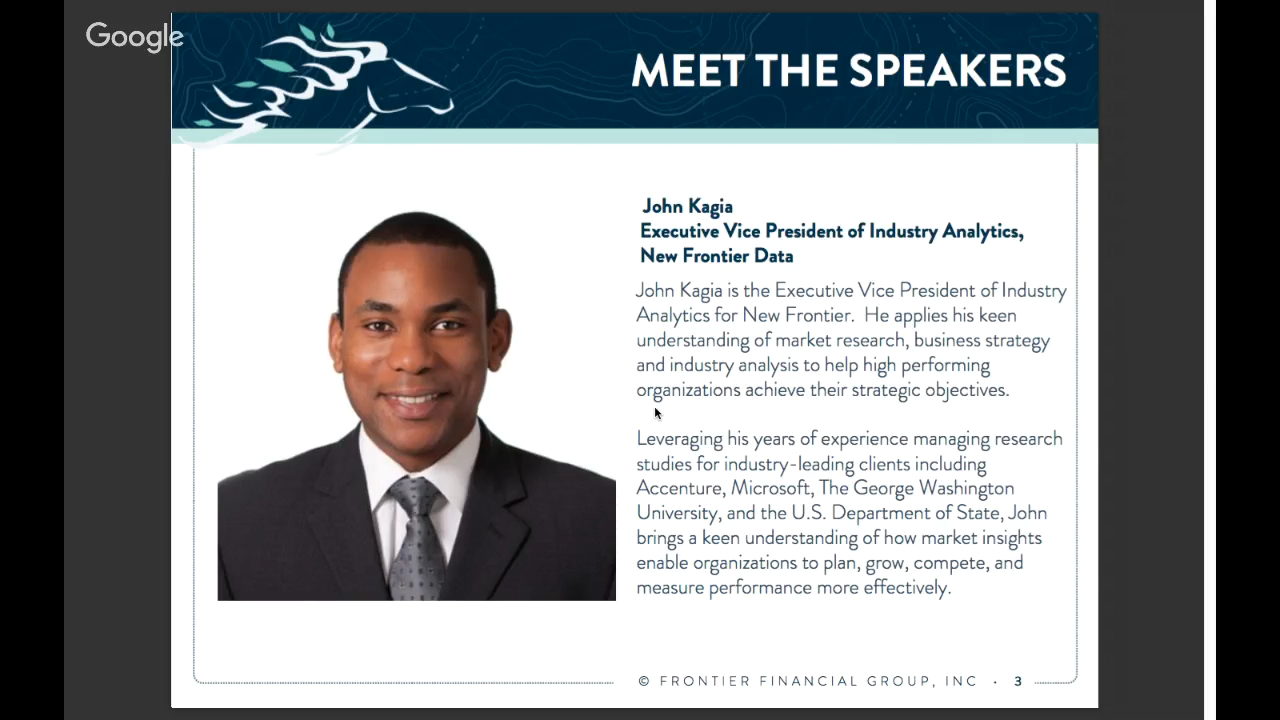 Google
MEET THE SPEAKERS
John Kagia
Executive Vice President of Industry Analytics,
New Frontier Data
John Kagia is the Executive Vice President of Industry
Analytics for New Frontier. He applies his keen
understanding of market research, business strategy
and industry analysis to help high performing
organizations achieve their strategic objectives.
Leveraging his years of experience managing research
studies for industry-leading clients including
Accenture, Microsoft, The George Washington
University, and the U.S. Department of State, John
brings a keen understanding of how market insights
enable organizations to plan, grow, compete, and
measure performance more effectively.
© FRONTIER FINANCIAL GROUP, INC · 3